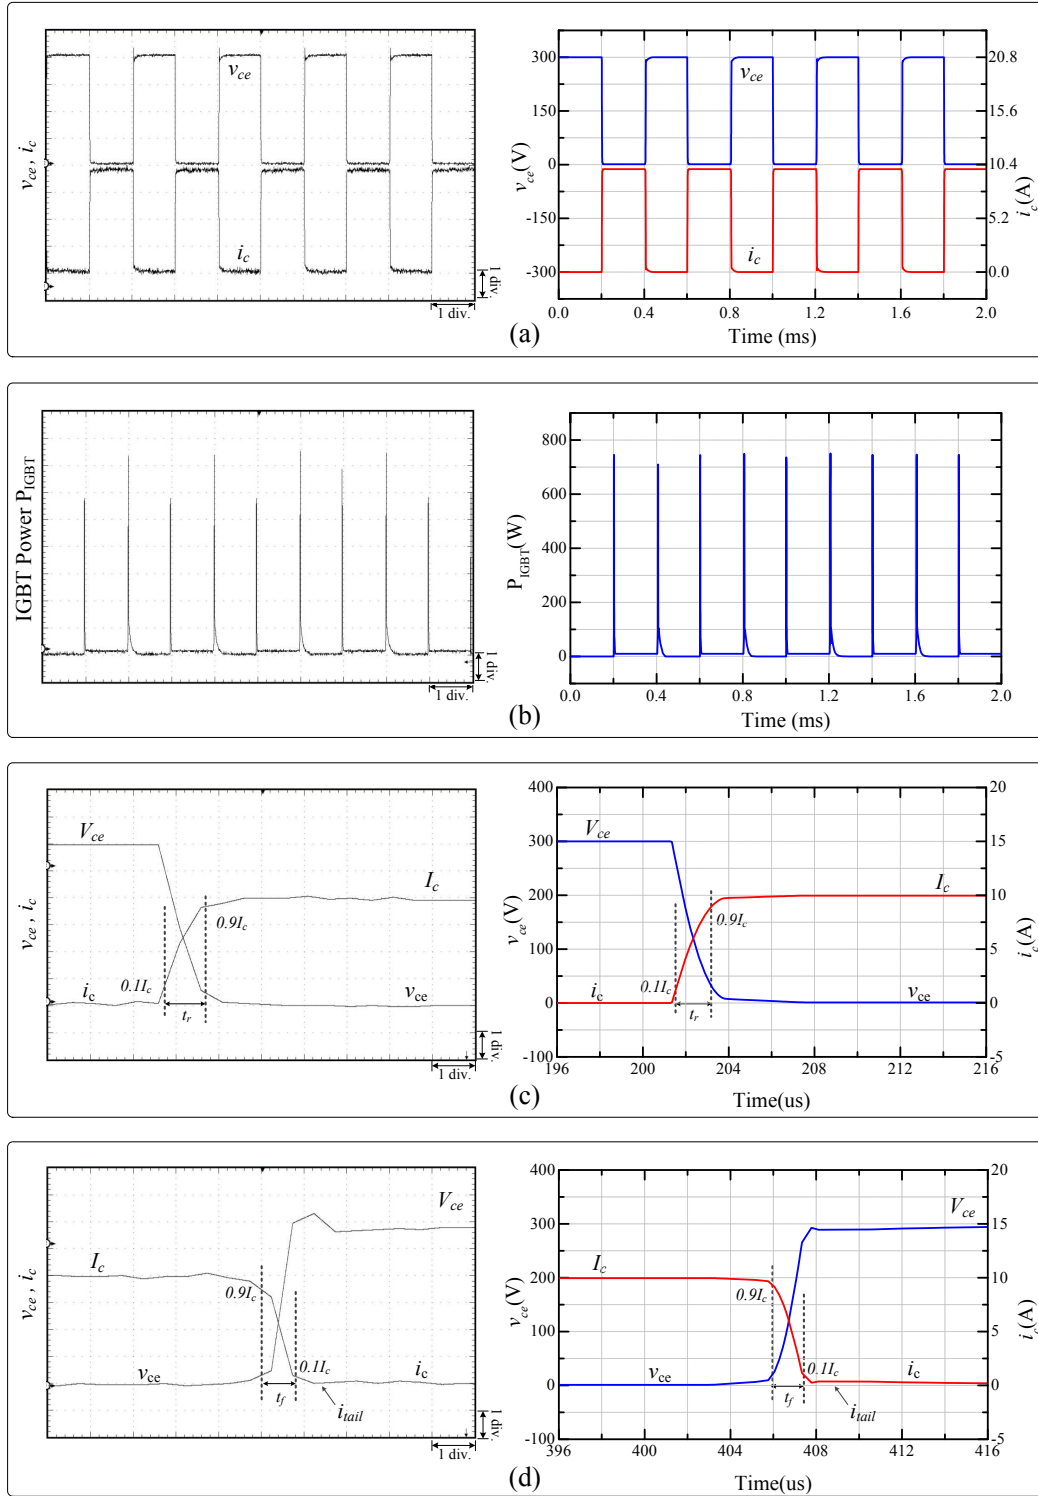 v_ce, i_c
v_ce
i_c
1 div.
1 div.
v_ce(V)
300
150
0
-150
-300
v_ce
i_c
20.8
15.6
10.4
5.2
0.0
i_c(A)
0.0 0.4 0.8 1.2 1.6 2.0
Time (ms)
(a)
IGBT Power P_IGBT
1 div.
1 div.
P_IGBT(W)
800
600
400
200
0
0.0 0.4 0.8 1.2 1.6 2.0
Time (ms)
(b)
v_ce, i_c
V_ce
I_c
0.9I_c
0.1I_c
i_c
t_r
v_ce
1 div.
1 div.
v_ce(V)
400
300
200
100
0
-100
V_ce
I_c
0.9I_c
0.1I_c
i_c
t_r
v_ce
20
15
10
5
0
-5
i_c(A)
196 200 204 208 212 216
Time(us)
(c)
v_ce, i_c
V_ce
I_c
0.9I_c
0.1I_c
v_ce
i_c
t_f
i_tail
1 div.
1 div.
v_ce(V)
400
300
200
100
0
-100
V_ce
I_c
0.9I_c
0.1I_c
v_ce
i_c
t_f
i_tail
20
15
10
5
0
-5
i_c(A)
396 400 404 408 412 416
Time(us)
(d)